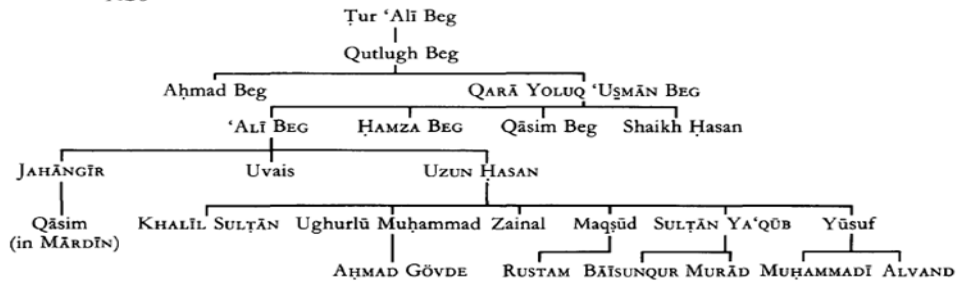 Ṭur ‘Alī Beg
Qutlugh Beg
Aḥmad Beg QARĀ YOLUQ ‘US̱MĀN BEG
‘ALĪ BEG ḤAMZA BEG Qāsim Beg Shaikh Ḥasan
JAHĀNGĪR Uvais UZUN ḤASAN
Qāsim KHALĪL SULṬĀN Ughurlū Muḥammad Zainal Maqṣūd SULṬĀN YA‘QŪB Yūsuf
(in MĀRDĪN)
AḤMAD GÖVDE RUSTAM BĀĪSUNQUR MURĀD MUḤAMMADĪ ALVAND